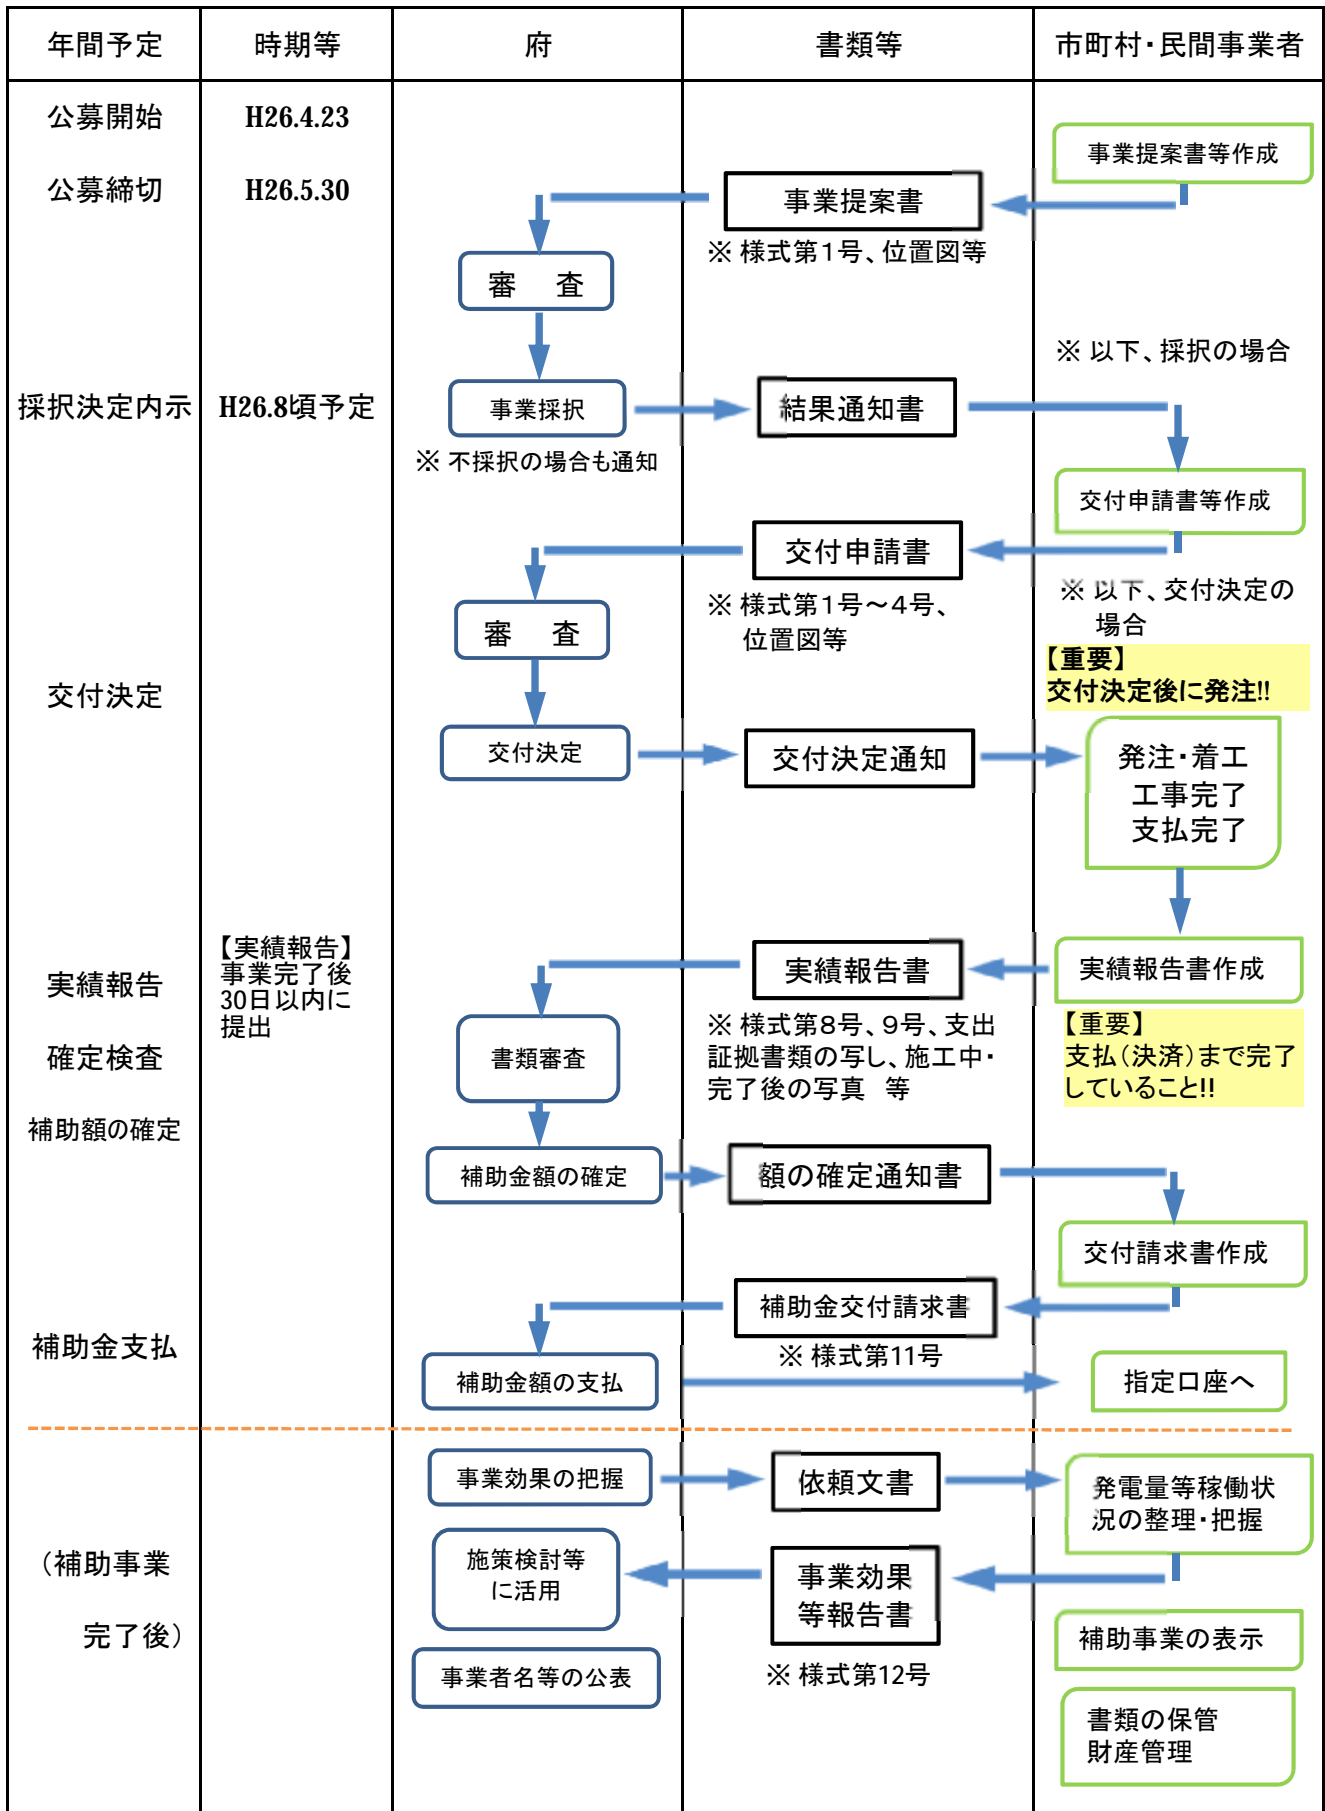 年間予定
時期等
府
書類等
市町村・民間事業者
公募開始
H26.4.23
事業提案書等作成
公募締切
H26.5.30
事業提案書
※ 様式第1号、位置図等
審　査
※ 以下、採択の場合
採択決定内示
H26.8頃予定
事業採択
結果通知書
※ 不採択の場合も通知
交付申請書等作成
交付申請書
※ 様式第1号～4号、
位置図等
※ 以下、交付決定の
場合
審　査
【重要】
交付決定後に発注!!
交付決定
交付決定
交付決定通知
発注・着工
工事完了
支払完了
実績報告
【実績報告】
事業完了後
30日以内に
提出
実績報告書
実績報告書作成
※ 様式第8号、9号、支出
証拠書類の写し、施工中・
完了後の写真　等
【重要】
支払(決済)まで完了
していること!!
確定検査
書類審査
補助額の確定
補助金額の確定
額の確定通知書
交付請求書作成
補助金交付請求書
※ 様式第11号
補助金支払
補助金額の支払
指定口座へ
事業効果の把握
依頼文書
発電量等稼働状
況の整理・把握
(補助事業
完了後)
施策検討等
に活用
事業効果
等報告書
※ 様式第12号
補助事業の表示
事業者名等の公表
書類の保管
財産管理